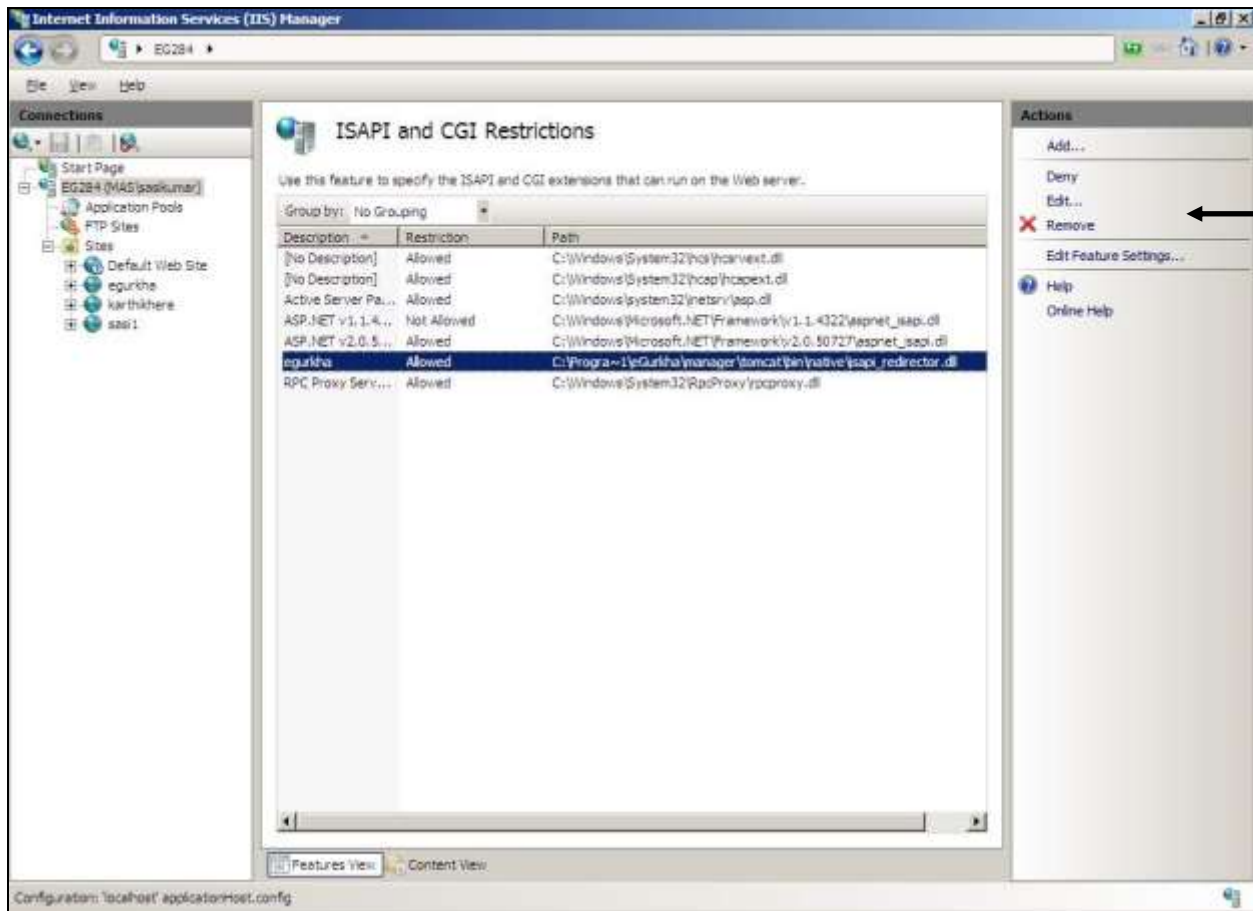 Internet Information Services (IIS) Manager
EG284
File View Help
Connections
Start Page
EG284 (MAS\sasikumar)
Application Pools
FTP Sites
Sites
Default Web Site
egurkha
karthikhere
sasi1
ISAPI and CGI Restrictions
Use this feature to specify the ISAPI and CGI extensions that can run on the Web server.
Group by: No Grouping
Description Restriction Path
[No Description] Allowed C:\Windows\System32\hcs\hcsrvext.dll
[No Description] Allowed C:\Windows\System32\hcap\hcapext.dll
Active Server Pa... Allowed C:\Windows\system32\inetsrv\asp.dll
ASP.NET v1.1.4... Not Allowed C:\Windows\Microsoft.NET\Framework\v1.1.4322\aspnet_isapi.dll
ASP.NET v2.0.5... Allowed C:\Windows\Microsoft.NET\Framework\v2.0.50727\aspnet_isapi.dll
egurkha Allowed C:\Progra~1\eGurkha\manager\tomcat\bin\native\isapi_redirector.dll
RPC Proxy Serv... Allowed C:\Windows\System32\RpcProxy\rpcproxy.dll
Features View Content View
Actions
Add...
Deny
Edit...
Remove
Edit Feature Settings...
Help
Online Help
Configuration: 'localhost' applicationHost.config